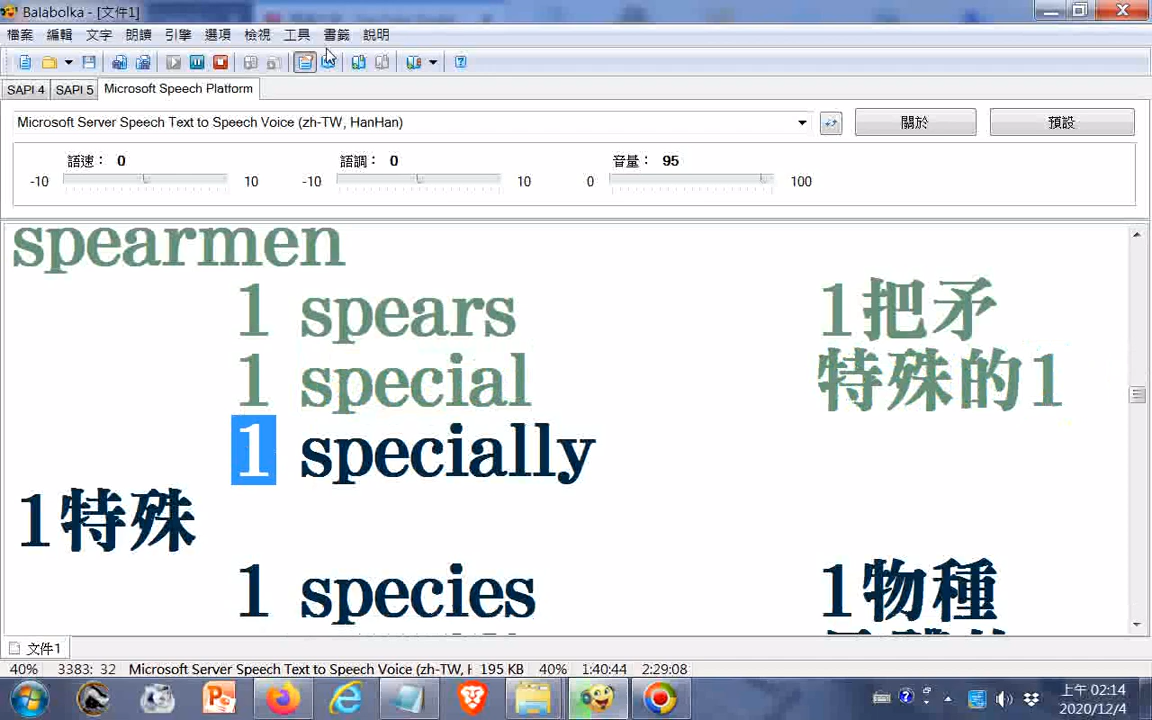 Balabolka - [文件1]
檔案 編輯 文字 朗讀 引擎 選項 檢視 工具 書籤 說明
SAPI 4 SAPI 5 Microsoft Speech Platform
Microsoft Server Speech Text to Speech Voice (zh-TW, HanHan) 關於 預設
語速： 0 語調： 0 音量： 95
-10 10 -10 10 0 100
spearmen
1 spears 1把矛
1 special 特殊的1
1 specially
1特殊
1 species 1物種
文件1
40% 3383: 32 Microsoft Server Speech Text to Speech Voice (zh-TW, H 195 KB 40% 1:40:44 2:29:08
上午 02:14
2020/12/4